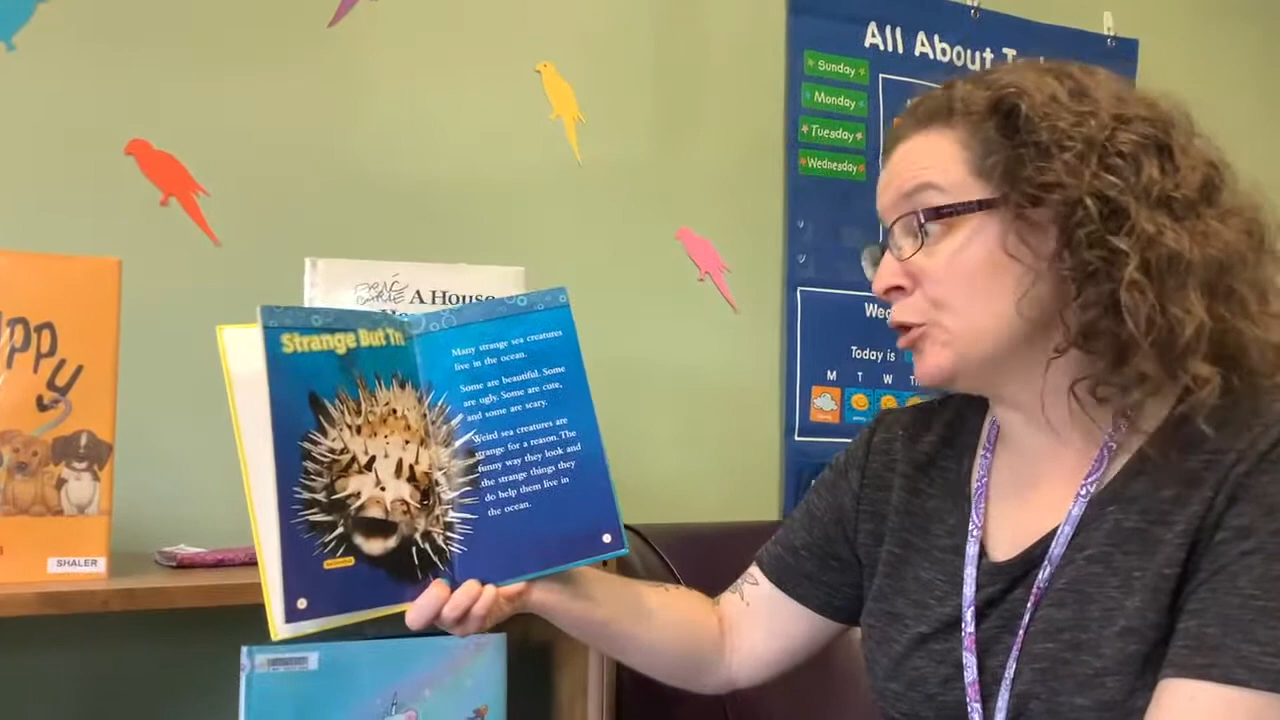 All About
Sunday
Monday
Tuesday
Wednesday
Today is
M T W
ppy
SHALER
ERIC
CARLE
A House
Strange But
Many strange sea creatures
live in the ocean.
Some are beautiful. Some
are ugly. Some are cute,
and some are scary.
Weird sea creatures are
strange for a reason. The
funny way they look and
the strange things they
do help them live in
the ocean.